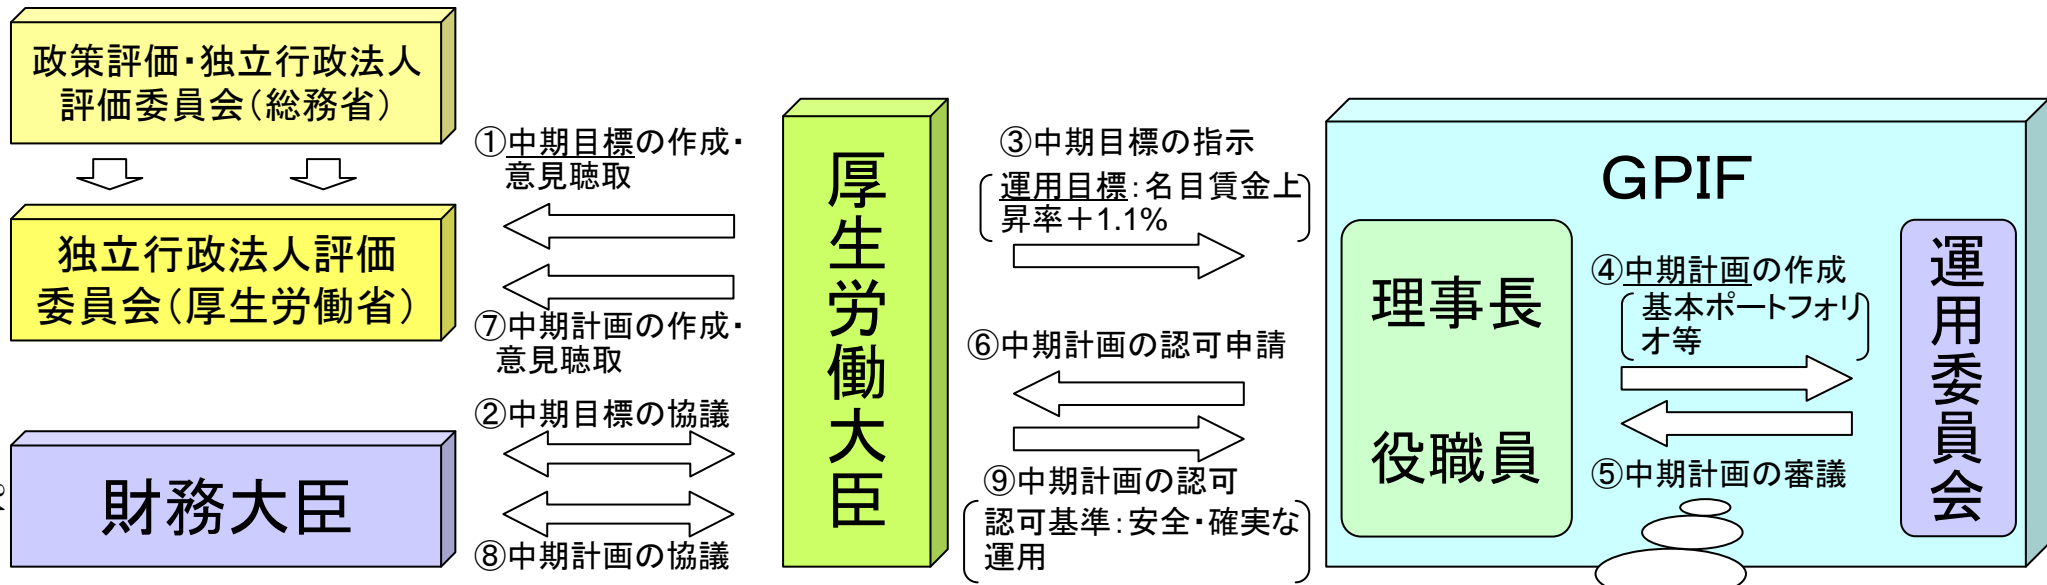 政策評価・独立行政法人
評価委員会（総務省）
独立行政法人評価
委員会（厚生労働省）
財務大臣
①中期目標の作成・
意見聴取
⑦中期計画の作成・
意見聴取
②中期目標の協議
⑧中期計画の協議
厚生労働大臣
③中期目標の指示
運用目標：名目賃金上
昇率＋1.1%
⑥中期計画の認可申請
⑨中期計画の認可
認可基準：安全・確実な
運用
GPIF
理事長
役職員
④中期計画の作成
基本ポートフォリ
オ等
⑤中期計画の審議
運用委員会